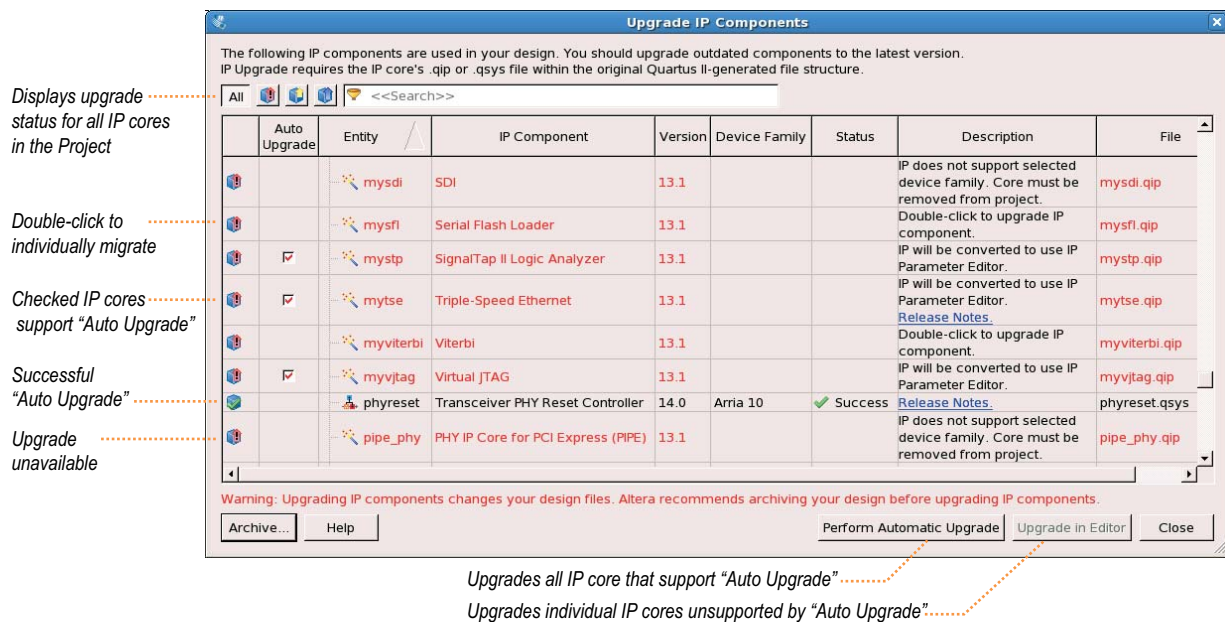 Upgrade IP Components
The following IP components are used in your design. You should upgrade outdated components to the latest version.
IP Upgrade requires the IP core's .qip or .qsys file within the original Quartus II-generated file structure.
Displays upgrade
status for all IP cores
in the Project
All
<<Search>>
Auto
Upgrade
Entity
IP Component
Version
Device Family
Status
Description
File
mysdi
SDI
13.1
IP does not support selected
device family. Core must be
removed from project.
mysdi.qip
Double-click to
individually migrate
mysfl
Serial Flash Loader
13.1
Double-click to upgrade IP
component.
mysfl.qip
mystp
SignalTap II Logic Analyzer
13.1
IP will be converted to use IP
Parameter Editor.
mystp.qip
Checked IP cores
support “Auto Upgrade”
mytse
Triple-Speed Ethernet
13.1
IP will be converted to use IP
Parameter Editor.
Release Notes.
mytse.qip
myviterbi
Viterbi
13.1
Double-click to upgrade IP
component.
myviterbi.qip
Successful
“Auto Upgrade”
myvjtag
Virtual JTAG
13.1
IP will be converted to use IP
Parameter Editor.
myvjtag.qip
phyreset
Transceiver PHY Reset Controller
14.0
Arria 10
Success
Release Notes.
phyreset.qsys
Upgrade
unavailable
pipe_phy
PHY IP Core for PCI Express (PIPE)
13.1
IP does not support selected
device family. Core must be
removed from project.
pipe_phy.qip
Warning: Upgrading IP components changes your design files. Altera recommends archiving your design before upgrading IP components.
Archive...
Help
Perform Automatic Upgrade
Upgrade in Editor
Close
Upgrades all IP core that support “Auto Upgrade”
Upgrades individual IP cores unsupported by “Auto Upgrade”